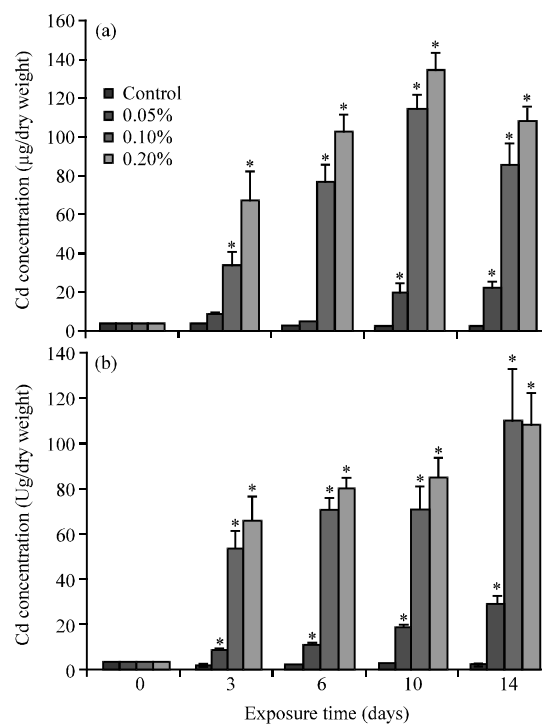 (a)
160
140
120
100
80
60
40
20
0
Cd concentration (µg/dry weight)
Control
0.05%
0.10%
0.20%
* * * * * * * * *
(b)
140
120
100
80
60
40
20
0
Cd concentration (Ug/dry weight)
* * * * * * * * * * * *
0 3 6 10 14
Exposure time (days)